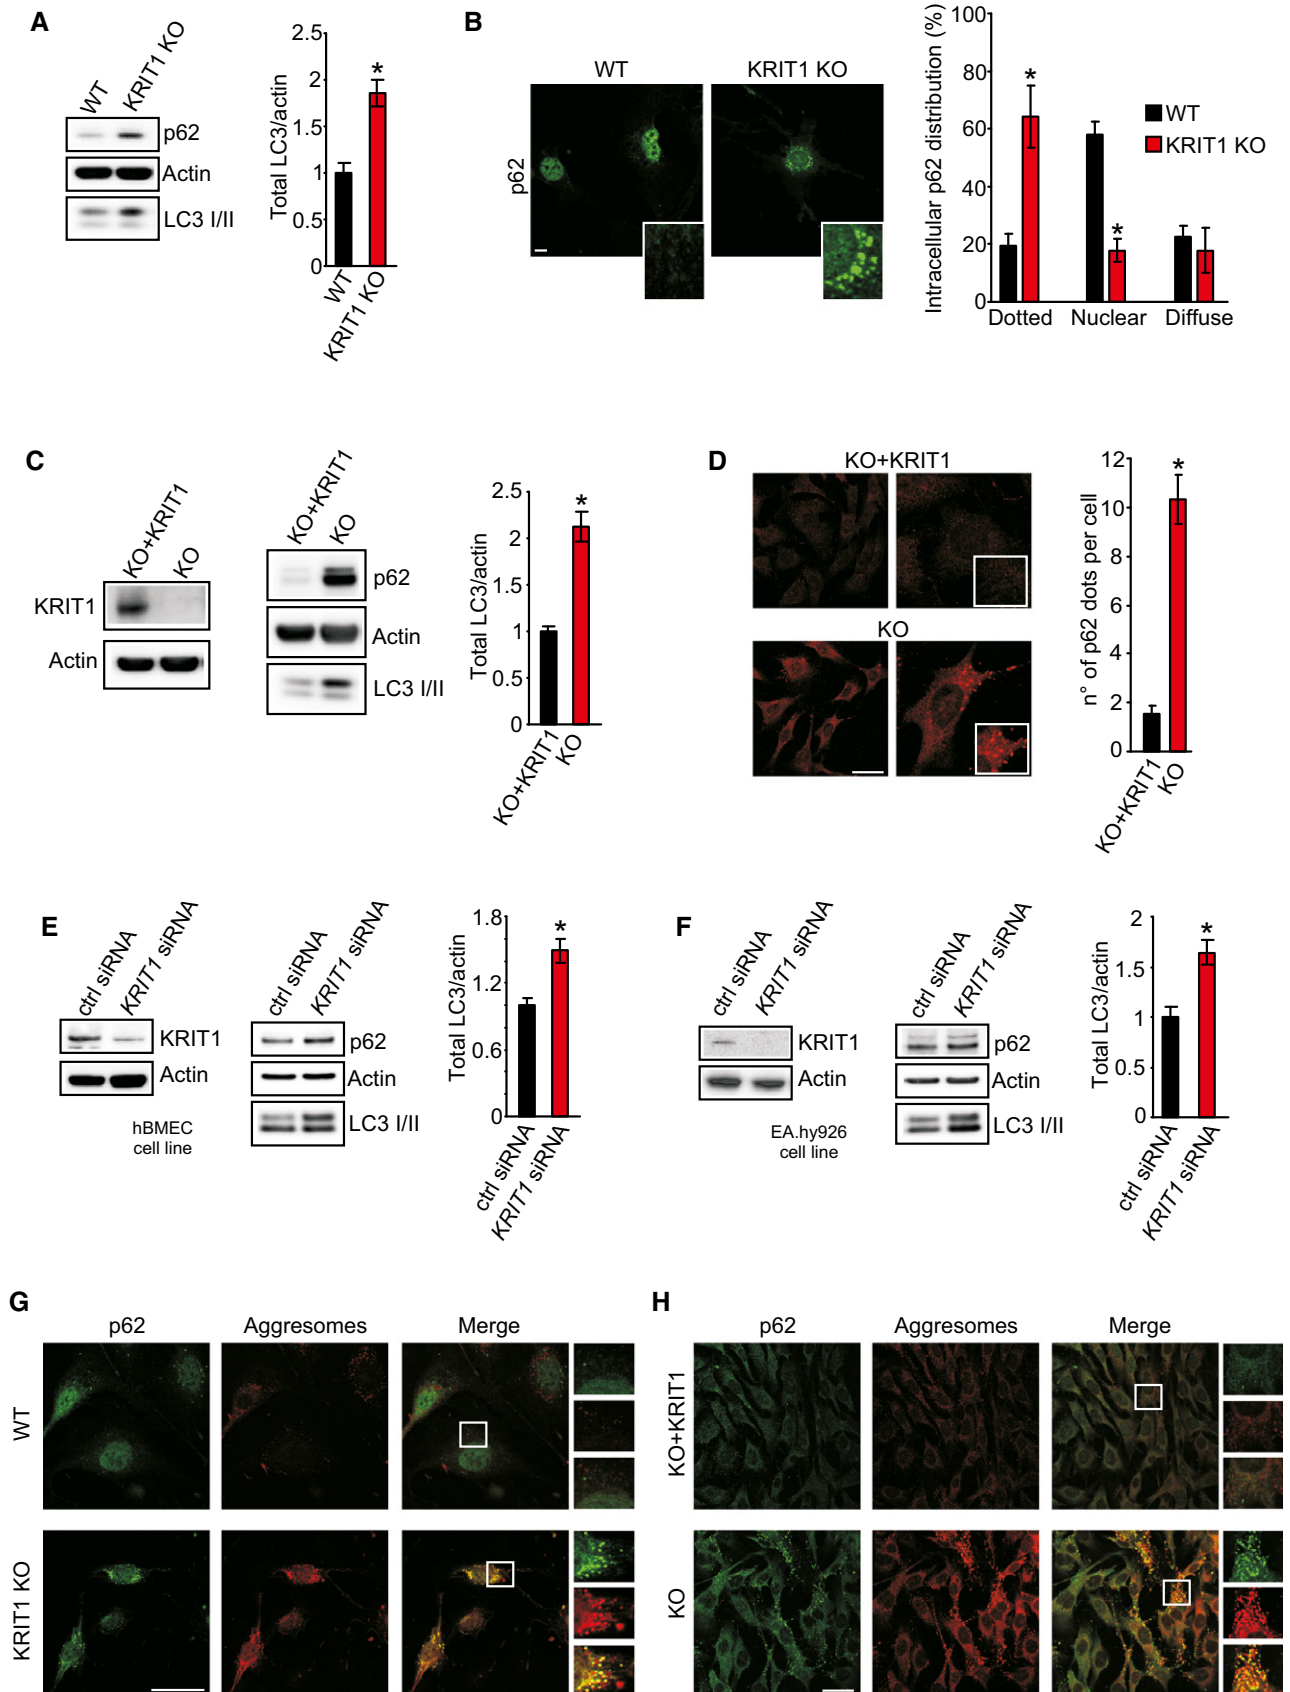 A
WT
KRIT1 KO
p62
Actin
LC3 I/II
Total LC3/actin
2.5
2
1.5
1
0.5
0
WT
KRIT1 KO
*
B
WT
KRIT1 KO
p62
Intracellular p62 distribution (%)
100
80
60
40
20
0
*
*
WT
KRIT1 KO
Dotted
Nuclear
Diffuse
C
KO+KRIT1
KO
KRIT1
Actin
KO+KRIT1
KO
p62
Actin
LC3 I/II
Total LC3/actin
2.5
2
1.5
1
0.5
0
*
KO+KRIT1
KO
D
KO+KRIT1
KO
n° of p62 dots per cell
12
10
8
6
4
2
0
*
KO+KRIT1
KO
E
ctrl siRNA
KRIT1 siRNA
KRIT1
Actin
hBMEC
cell line
ctrl siRNA
KRIT1 siRNA
p62
Actin
LC3 I/II
Total LC3/actin
1.8
1.2
0.6
0
*
ctrl siRNA
KRIT1 siRNA
F
ctrl siRNA
KRIT1 siRNA
KRIT1
Actin
EA.hy926
cell line
ctrl siRNA
KRIT1 siRNA
p62
Actin
LC3 I/II
Total LC3/actin
2
1.5
1
0.5
0
*
ctrl siRNA
KRIT1 siRNA
G
p62
Aggresomes
Merge
WT
KRIT1 KO
H
p62
Aggresomes
Merge
KO+KRIT1
KO